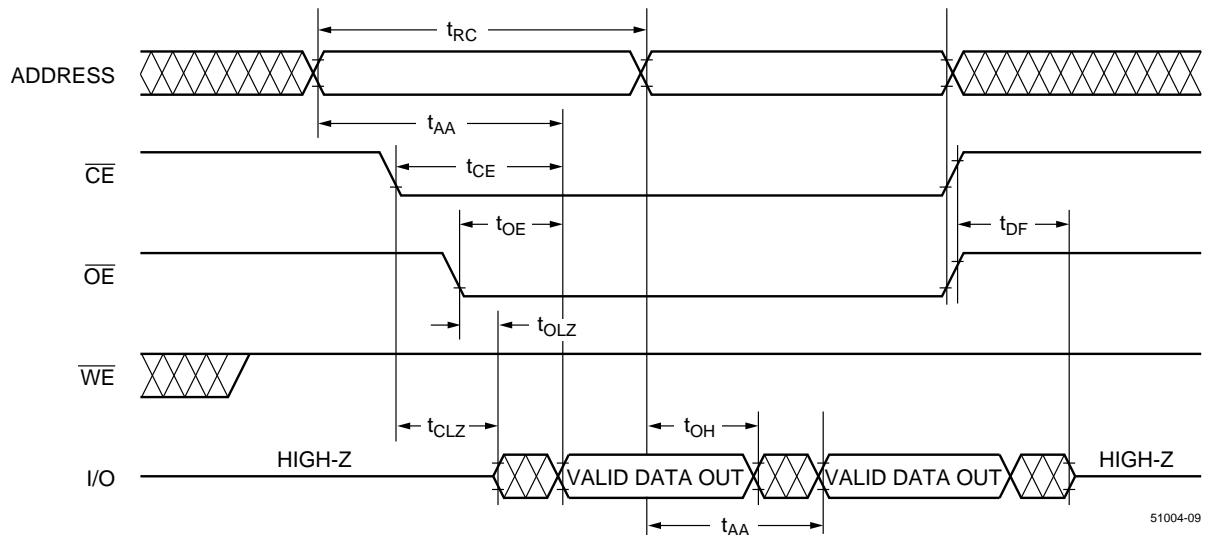 tRC
ADDRESS
tAA
tCE
CE
tOE
tDF
OE
tOLZ
WE
tCLZ
tOH
HIGH-Z
HIGH-Z
I/O
VALID DATA OUT
VALID DATA OUT
tAA
51004-09